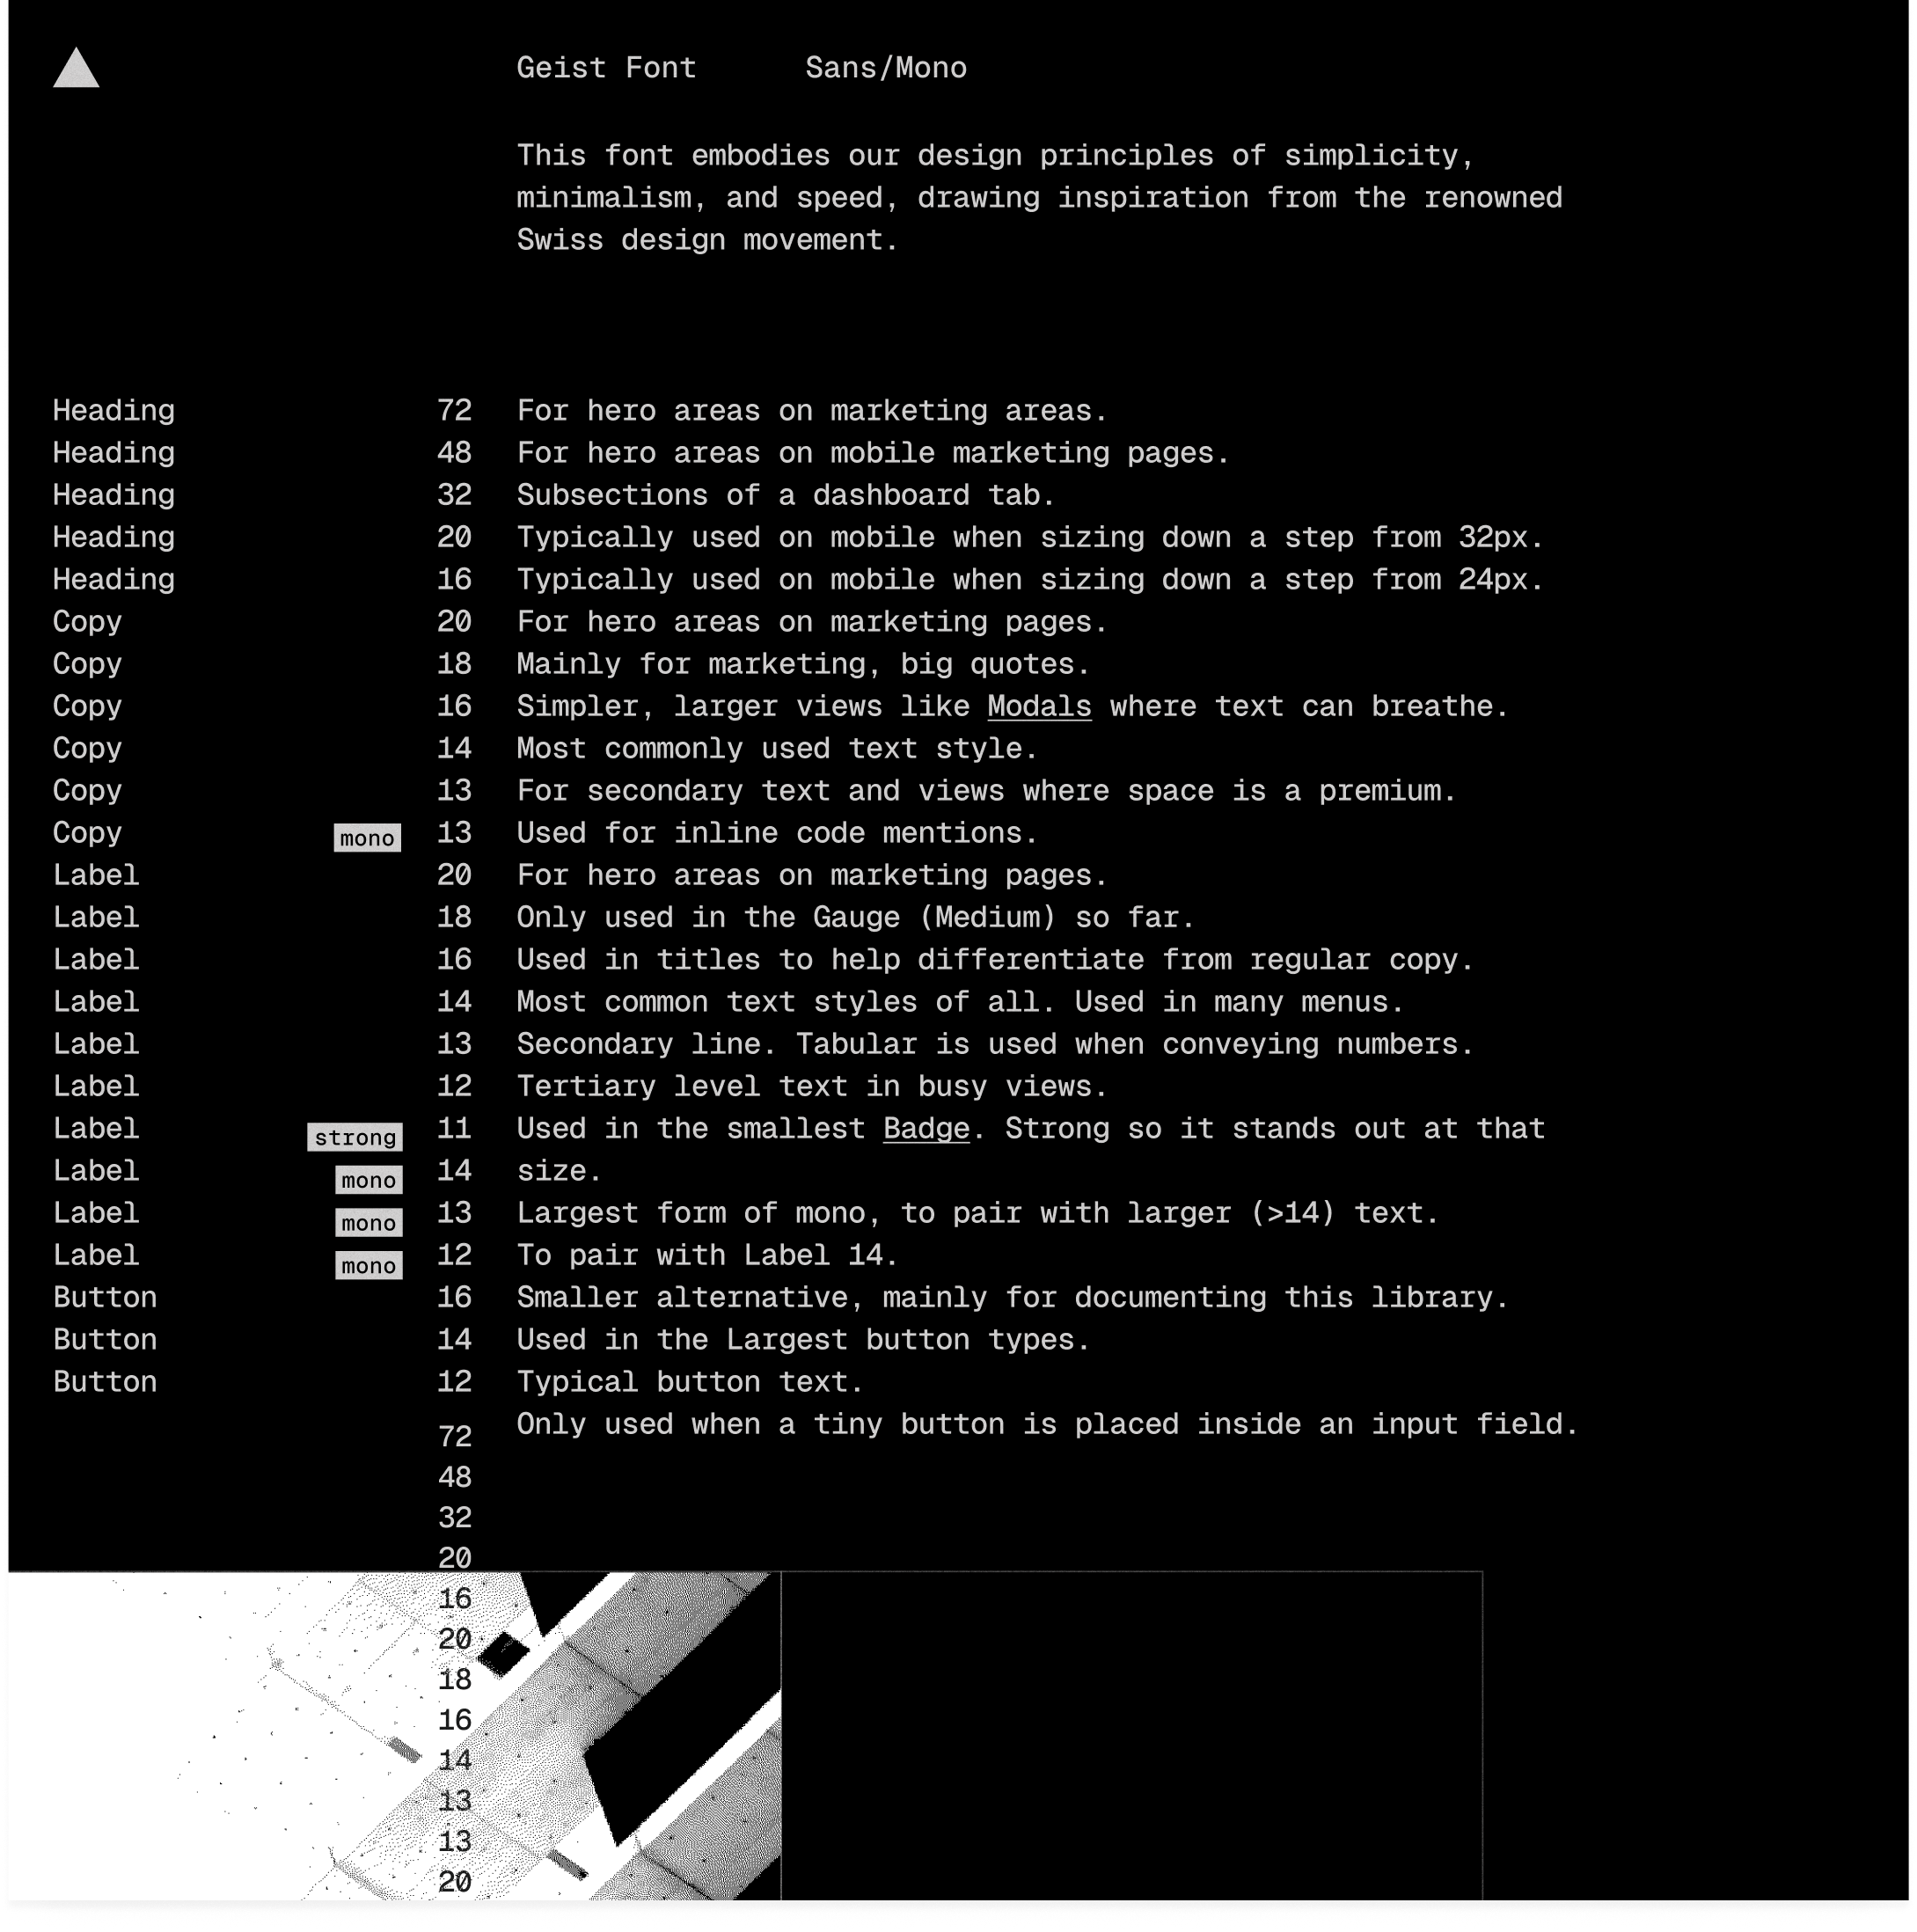 Geist Font Sans/Mono
This font embodies our design principles of simplicity,
minimalism, and speed, drawing inspiration from the renowned
Swiss design movement.
Heading 72 For hero areas on marketing areas.
Heading 48 For hero areas on mobile marketing pages.
Heading 32 Subsections of a dashboard tab.
Heading 20 Typically used on mobile when sizing down a step from 32px.
Heading 16 Typically used on mobile when sizing down a step from 24px.
Copy 20 For hero areas on marketing pages.
Copy 18 Mainly for marketing, big quotes.
Copy 16 Simpler, larger views like Modals where text can breathe.
Copy 14 Most commonly used text style.
Copy 13 For secondary text and views where space is a premium.
Copy mono 13 Used for inline code mentions.
Label 20 For hero areas on marketing pages.
Label 18 Only used in the Gauge (Medium) so far.
Label 16 Used in titles to help differentiate from regular copy.
Label 14 Most common text styles of all. Used in many menus.
Label 13 Secondary line. Tabular is used when conveying numbers.
Label 12 Tertiary level text in busy views.
Label strong 11 Used in the smallest Badge. Strong so it stands out at that
Label mono 14 size.
Label mono 13 Largest form of mono, to pair with larger (>14) text.
Label mono 12 To pair with Label 14.
Button 16 Smaller alternative, mainly for documenting this library.
Button 14 Used in the Largest button types.
Button 12 Typical button text.
Only used when a tiny button is placed inside an input field.
72
48
32
20
16
20
18
16
14
13
13
20